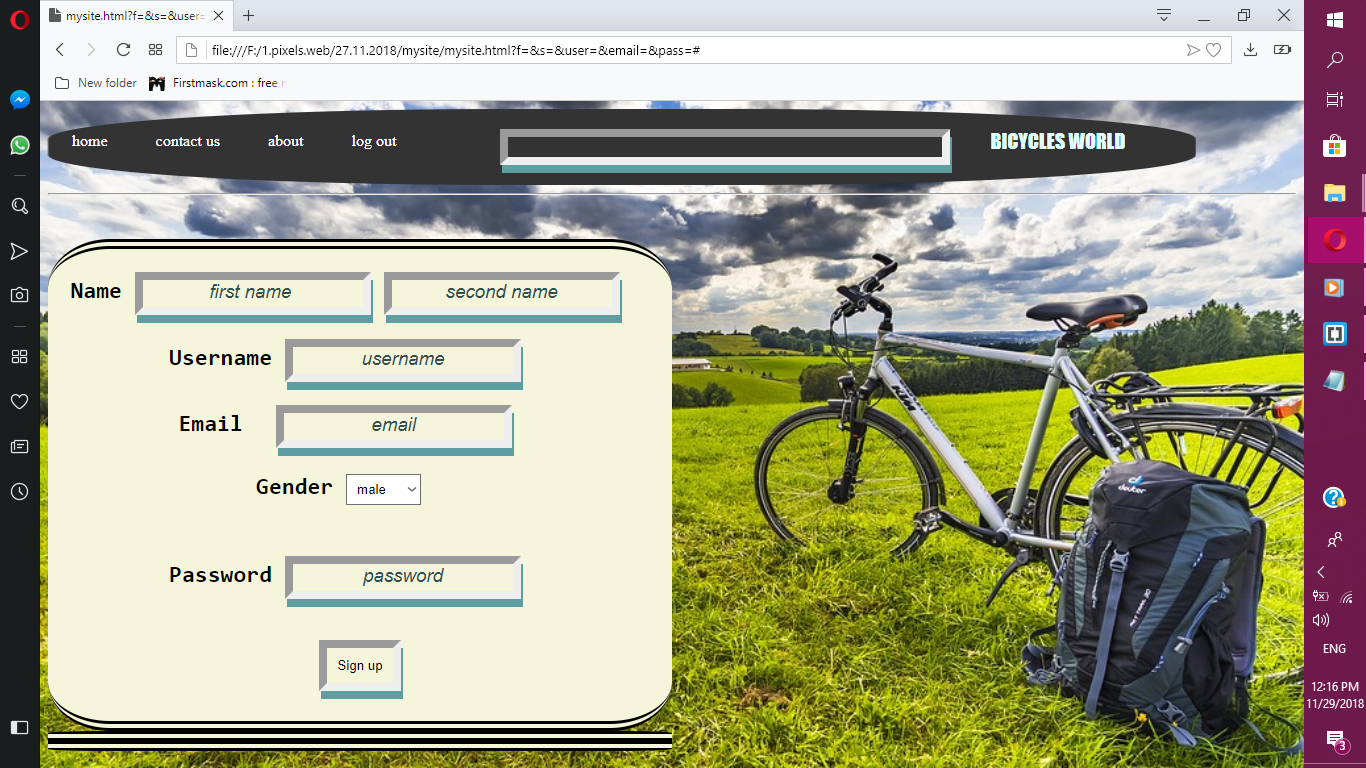 mysite.html?f=&s=&user=
file:///F:/1.pixels.web/27.11.2018/mysite/mysite.html?f=&s=&user=&email=&pass=#
New folder
Firstmask.com : free
home contact us about log out BICYCLES WORLD
Name first name second name
Username username
Email email
Gender male
Password password
Sign up
KTM
deuter
ENG
12:16 PM
11/29/2018
3